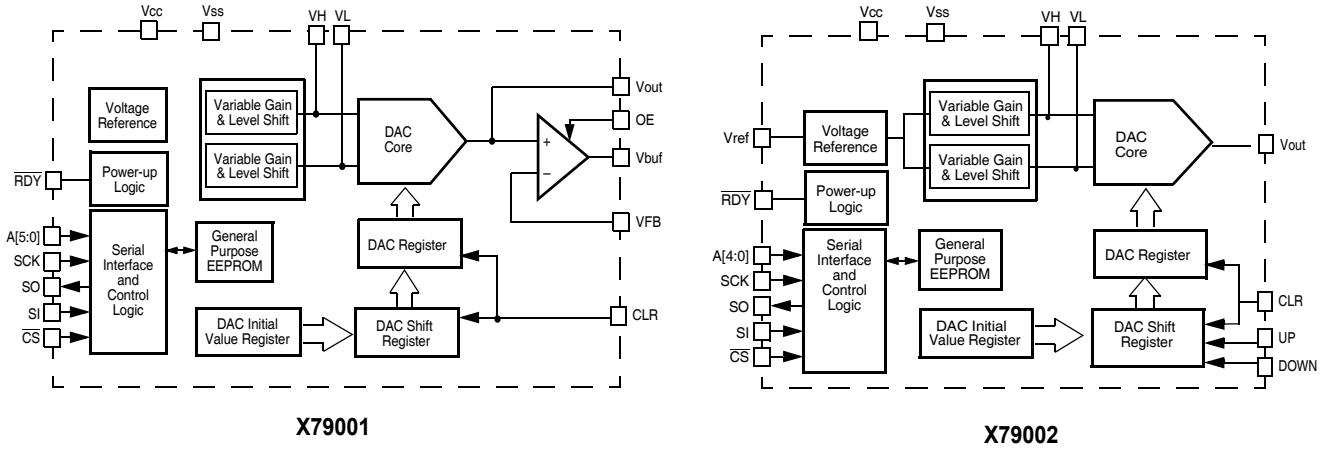 Vcc
Vss
VH
VL
Voltage
Reference
Variable Gain
& Level Shift
Variable Gain
& Level Shift
DAC
Core
+
−
Vout
OE
Vbuf
VFB
RDY
Power-up
Logic
A[5:0]
SCK
SO
SI
CS
Serial
Interface
and
Control
Logic
General
Purpose
EEPROM
DAC Register
DAC Initial
Value Register
DAC Shift
Register
CLR
X79001
Vcc
Vss
VH
VL
Vref
Voltage
Reference
Variable Gain
& Level Shift
Variable Gain
& Level Shift
DAC
Core
Vout
RDY
Power-up
Logic
A[4:0]
SCK
SO
SI
CS
Serial
Interface
and
Control
Logic
General
Purpose
EEPROM
DAC Register
DAC Initial
Value Register
DAC Shift
Register
CLR
UP
DOWN
X79002